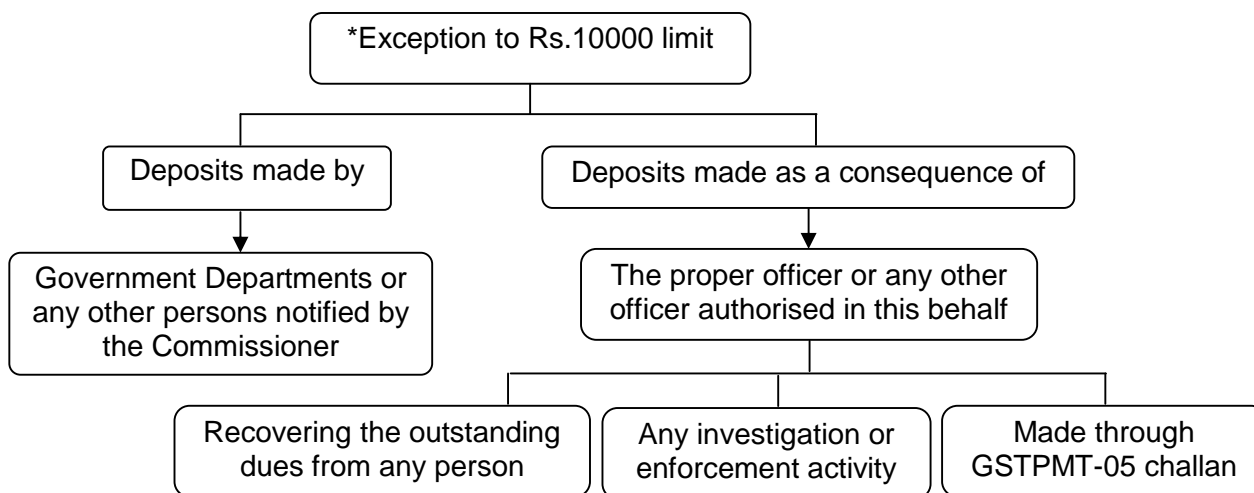 *Exception to Rs.10000 limit
Deposits made by
Deposits made as a consequence of
Government Departments or
any other persons notified by
the Commissioner
The proper officer or any other
officer authorised in this behalf
Recovering the outstanding
dues from any person
Any investigation or
enforcement activity
Made through
GSTPMT-05 challan